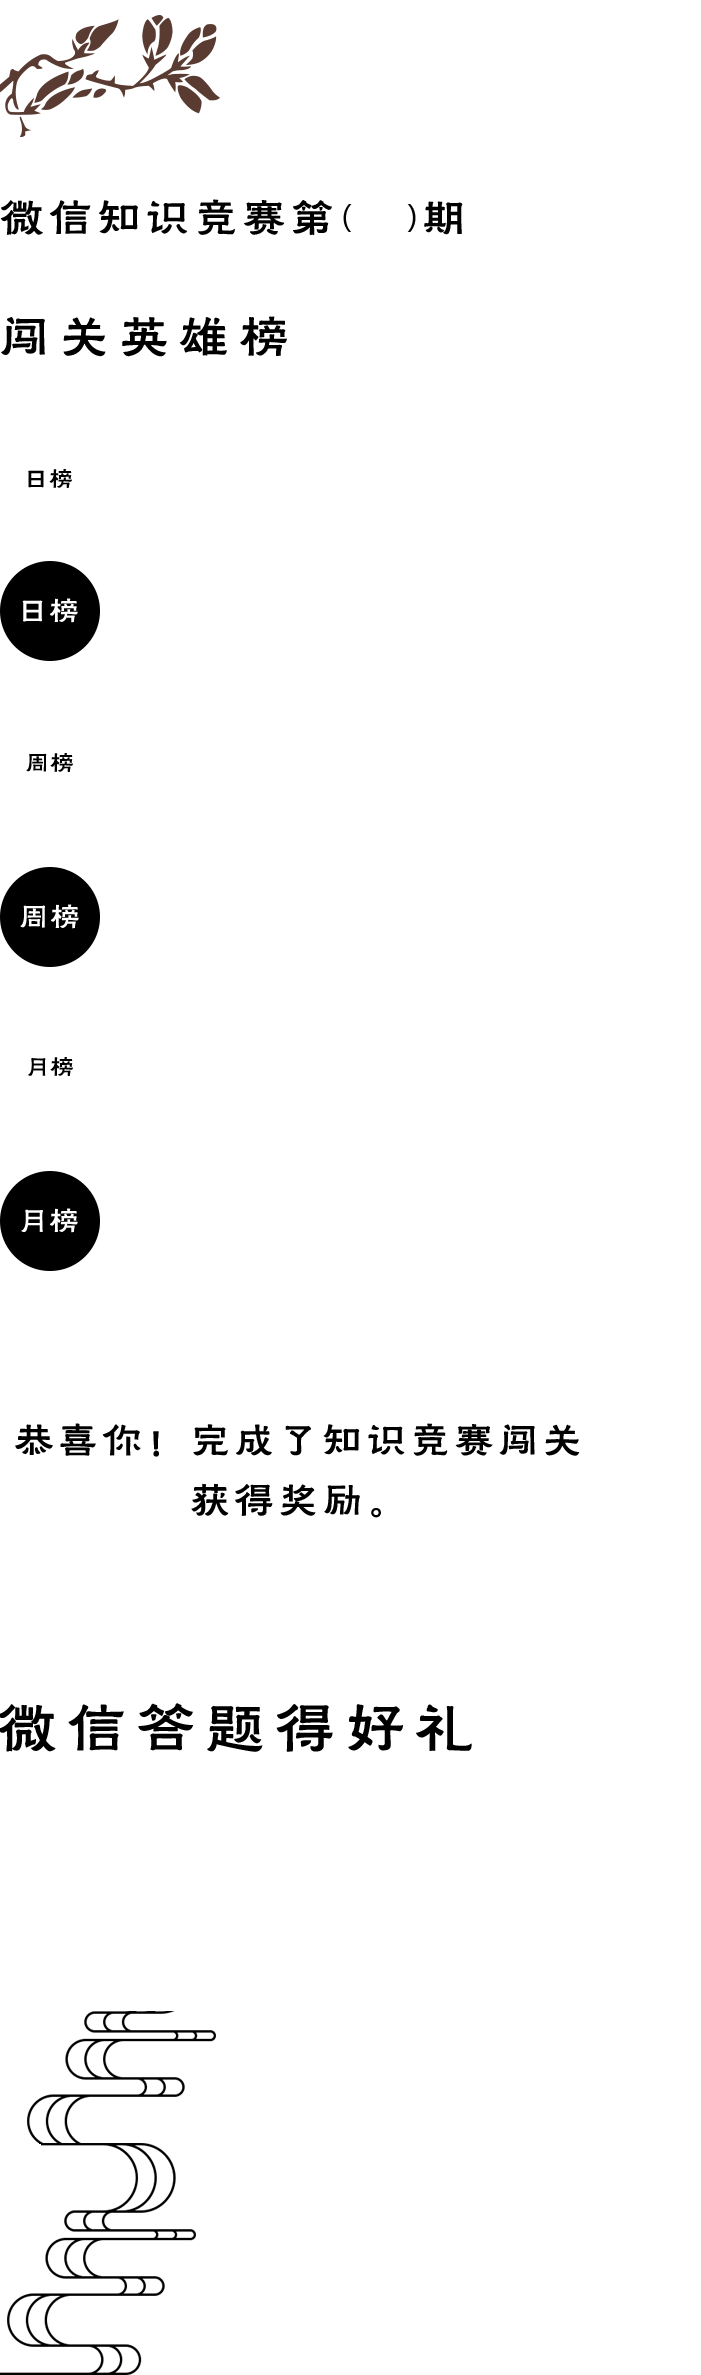 微信知识竞赛第( )期
闯关英雄榜
日榜
日榜
周榜
周榜
月榜
月榜
恭喜你！完成了知识竞赛闯关
获得奖励。
微信答题得好礼